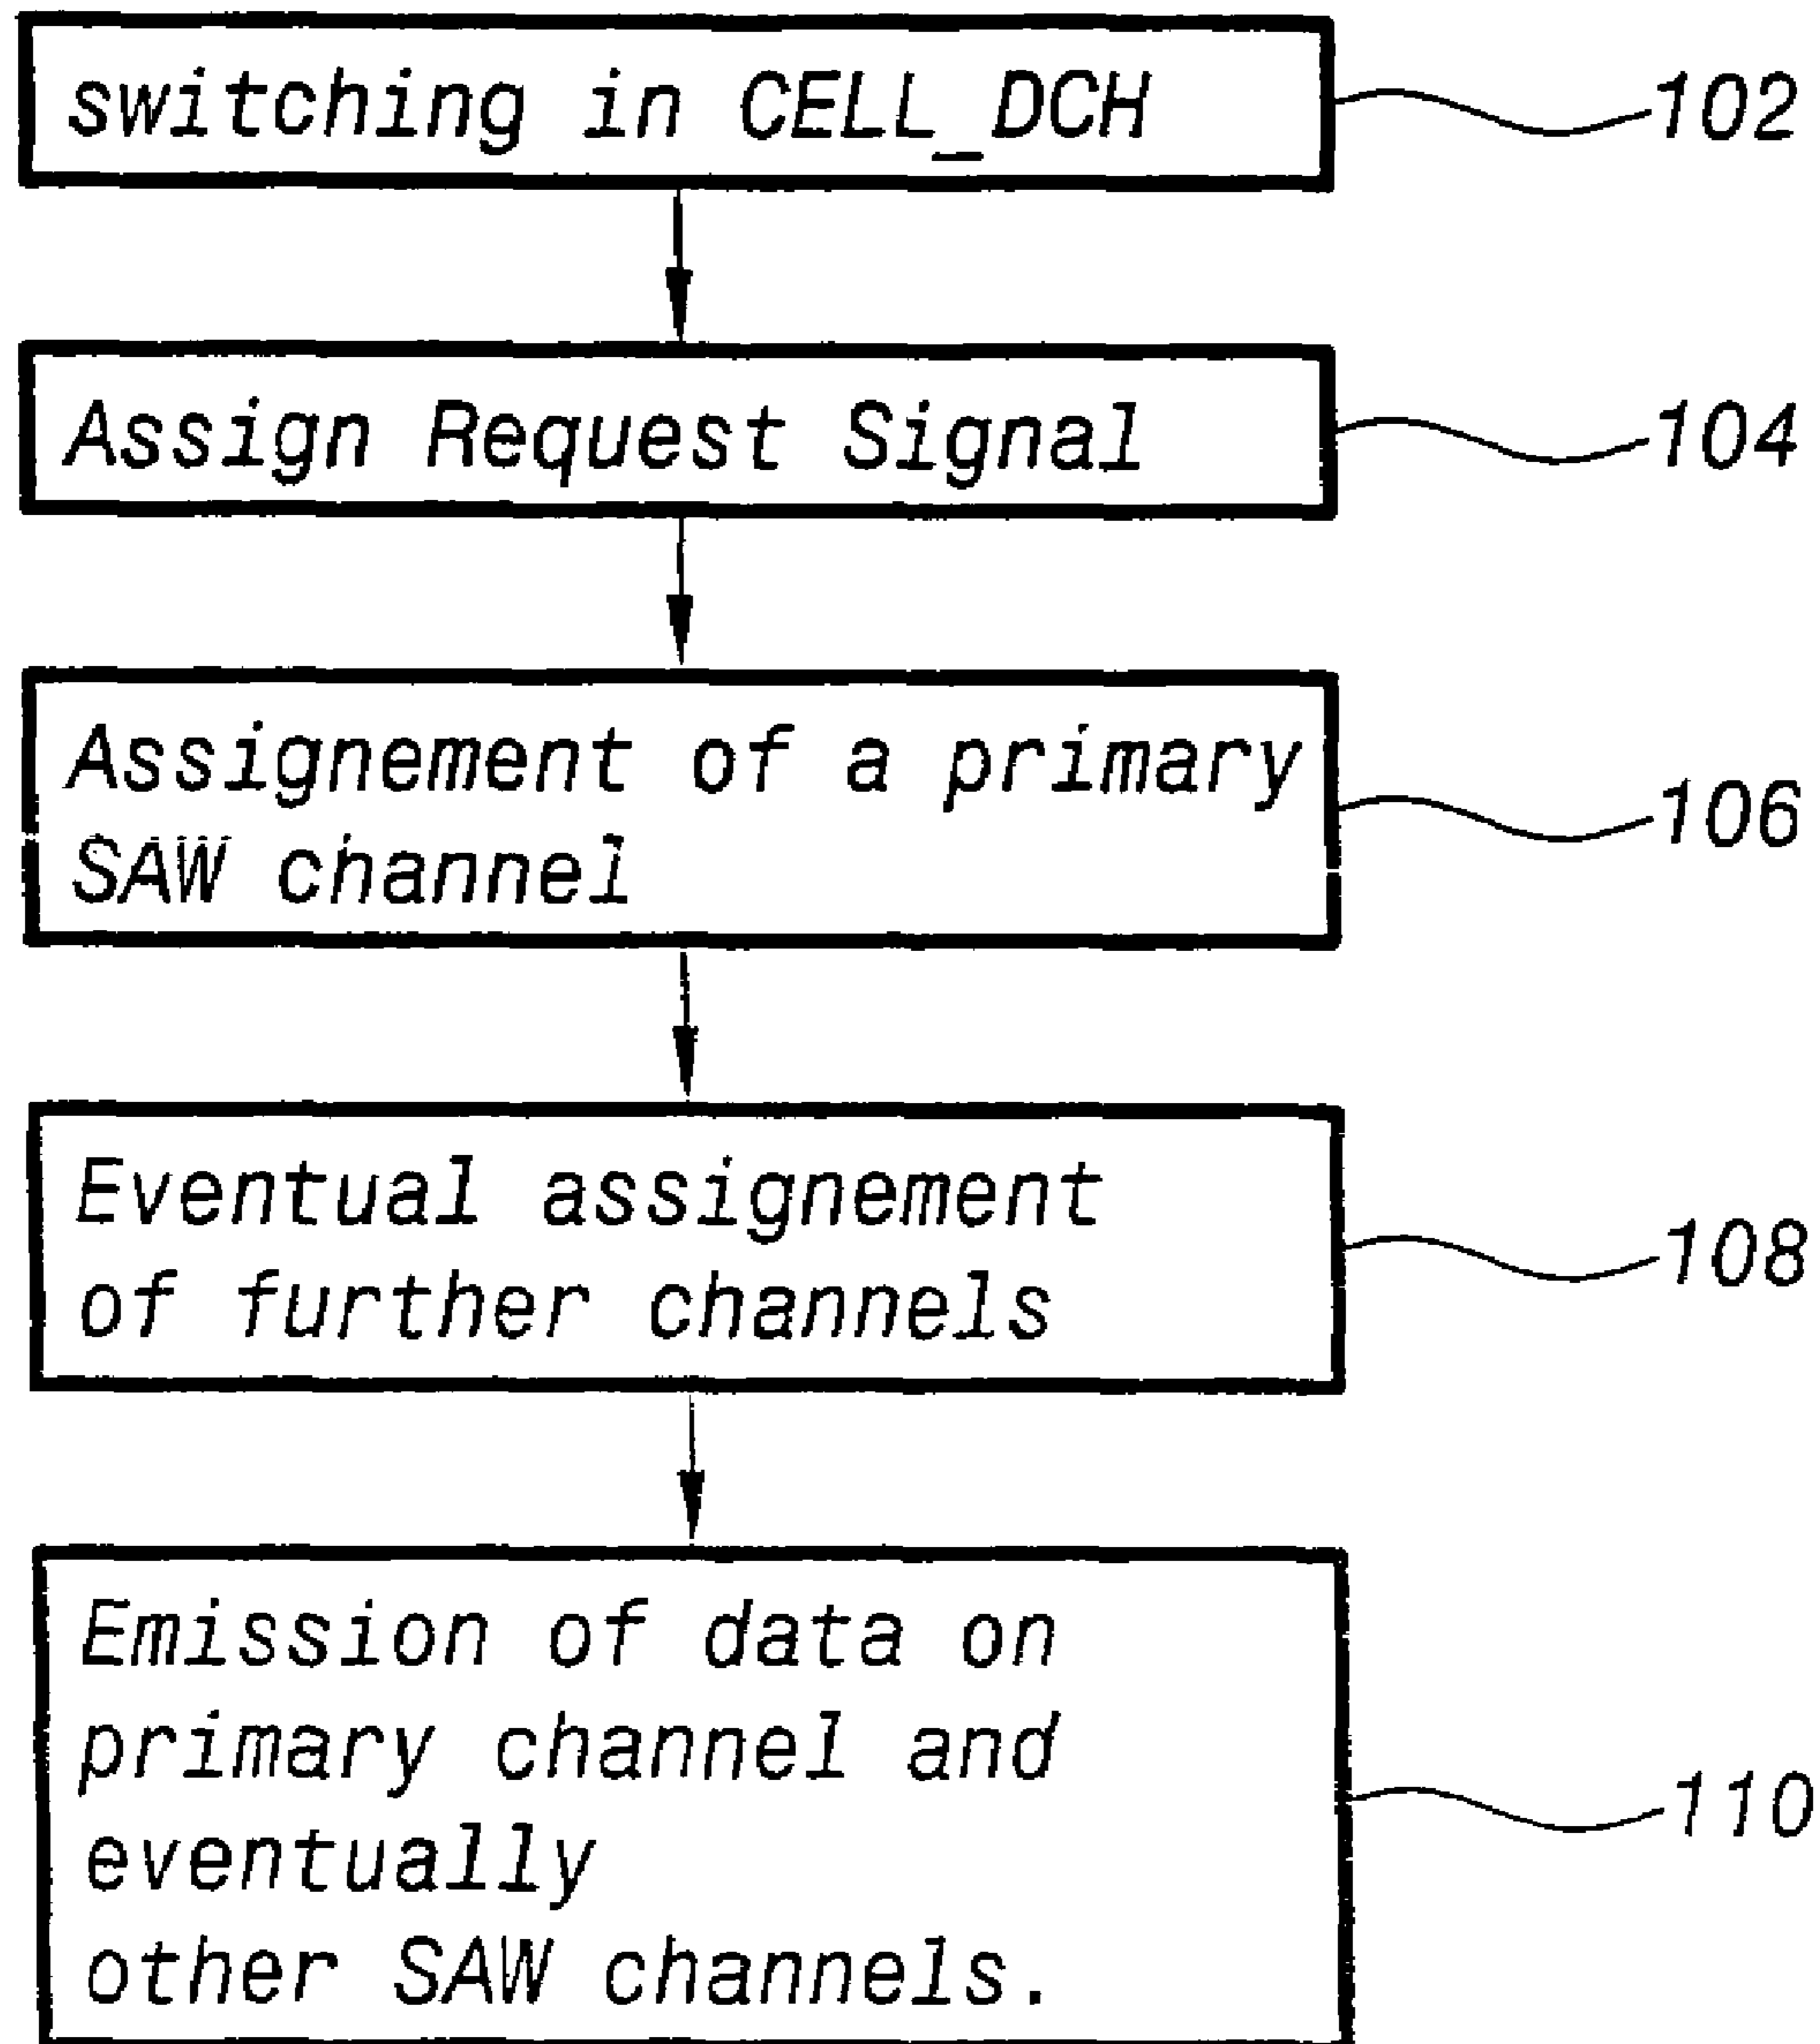 switching in CELL_DCH
102
Assign Request Signal
104
Assignement of a primary
SAW channel
106
Eventual assignement
of further channels
108
Emission of data on
primary channel and
eventually
other SAW channels.
110